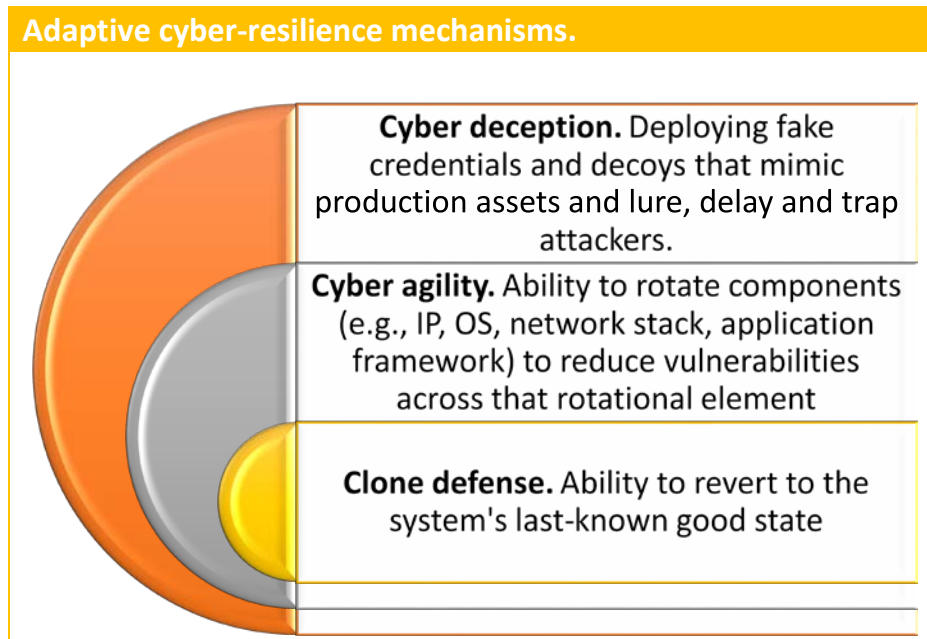 Adaptive cyber-resilience mechanisms.
Cyber deception. Deploying fake
credentials and decoys that mimic
production assets and lure, delay and trap
attackers.
Cyber agility. Ability to rotate components
(e.g., IP, OS, network stack, application
framework) to reduce vulnerabilities
across that rotational element
Clone defense. Ability to revert to the
system's last-known good state